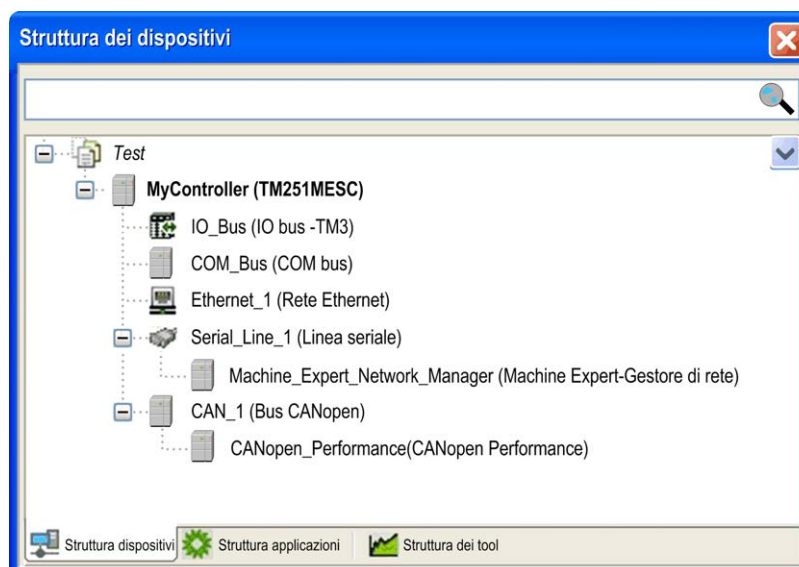 Struttura dei dispositivi
Test
MyController (TM251MESC)
IO_Bus (IO bus -TM3)
COM_Bus (COM bus)
Ethernet_1 (Rete Ethernet)
Serial_Line_1 (Linea seriale)
Machine_Expert_Network_Manager (Machine Expert-Gestore di rete)
CAN_1 (Bus CANopen)
CANopen_Performance(CANopen Performance)
Struttura dispositivi Struttura applicazioni Struttura dei tool